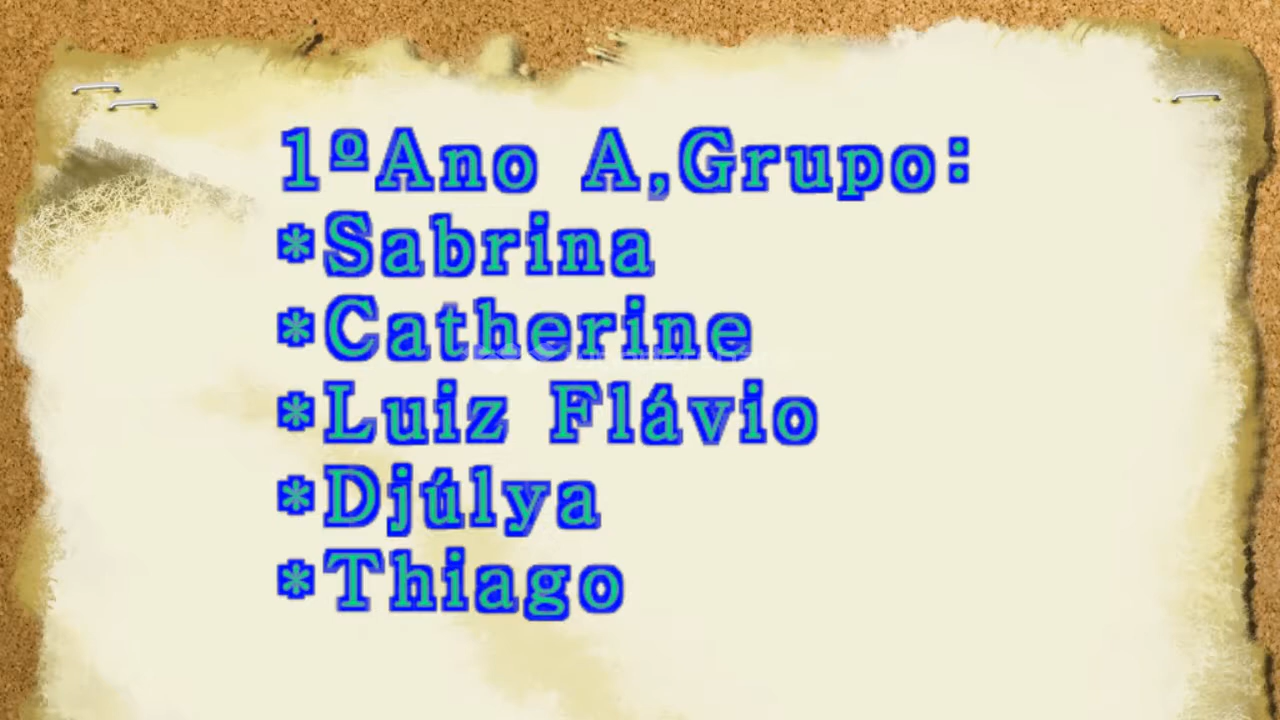 1ºAno A,Grupo:
*Sabrina
*Catherine
*Luiz Flávio
*Djúlya
*Thiago